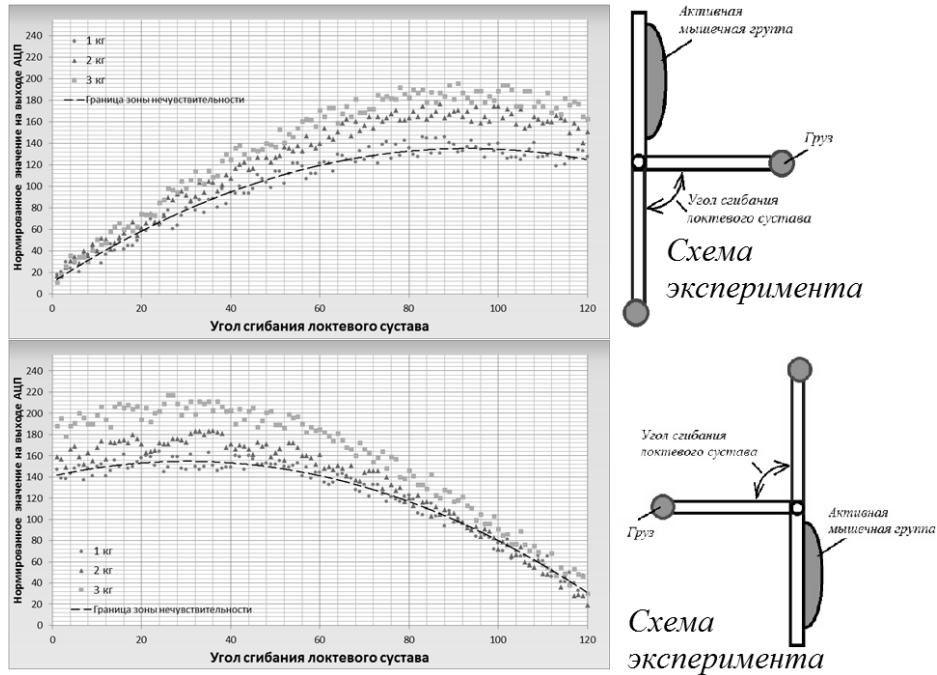 Нормированное значение на выходе АЦП
240
220
200
180
160
140
120
100
80
60
40
20
0
1 кг
2 кг
3 кг
Граница зоны нечувствительности
0 20 40 60 80 100 120
Угол сгибания локтевого сустава
Активная
мышечная группа
Груз
Угол сгибания
локтевого сустава
Схема
эксперимента
Нормированное значение на выходе АЦП
240
220
200
180
160
140
120
100
80
60
40
20
0
1 кг
2 кг
3 кг
Граница зоны нечувствительности
0 20 40 60 80 100 120
Угол сгибания локтевого сустава
Угол сгибания
локтевого сустава
Груз
Активная
мышечная группа
Схема
эксперимента